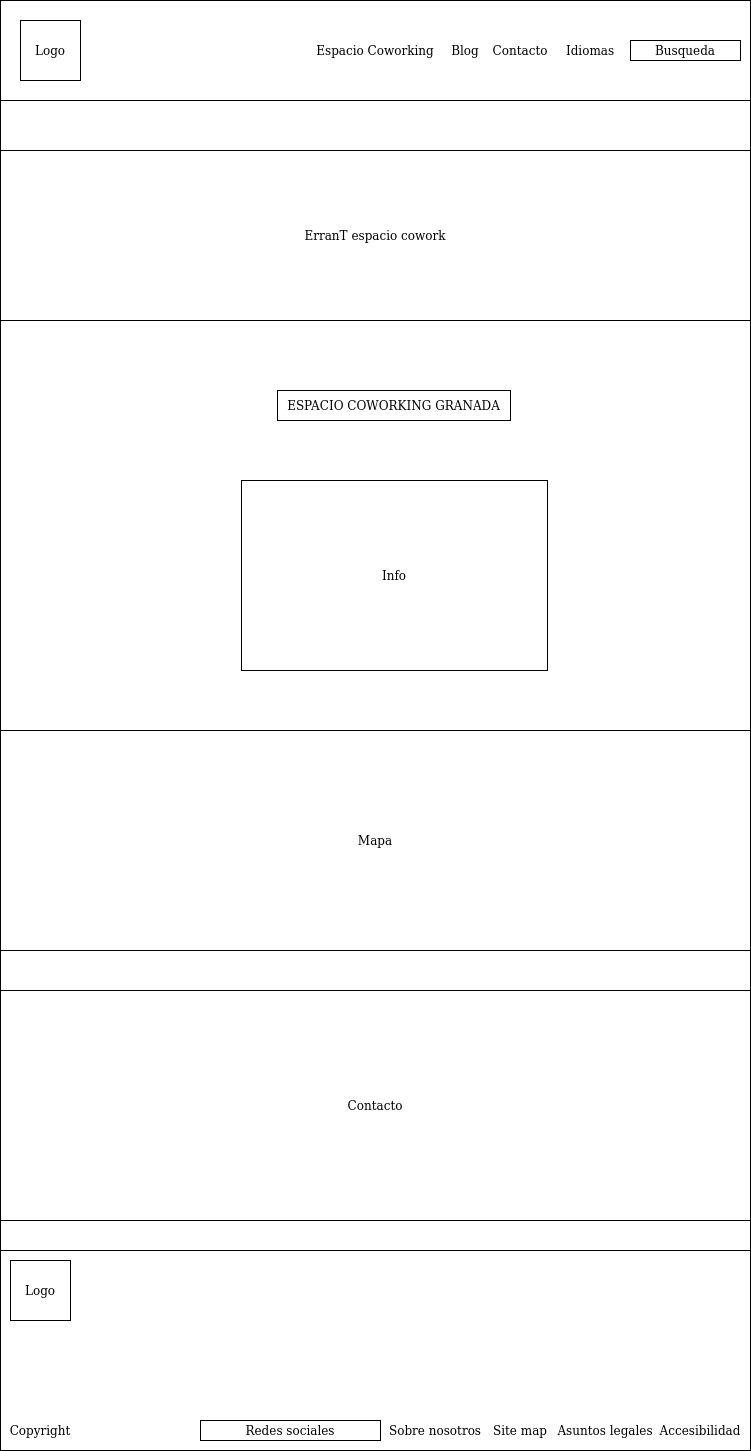 Logo
Espacio Coworking
Blog
Contacto
Idiomas
Busqueda
ErranT espacio cowork
ESPACIO COWORKING GRANADA
Info
Mapa
Contacto
Logo
Copyright
Redes sociales
Sobre nosotros
Site map
Asuntos legales
Accesibilidad